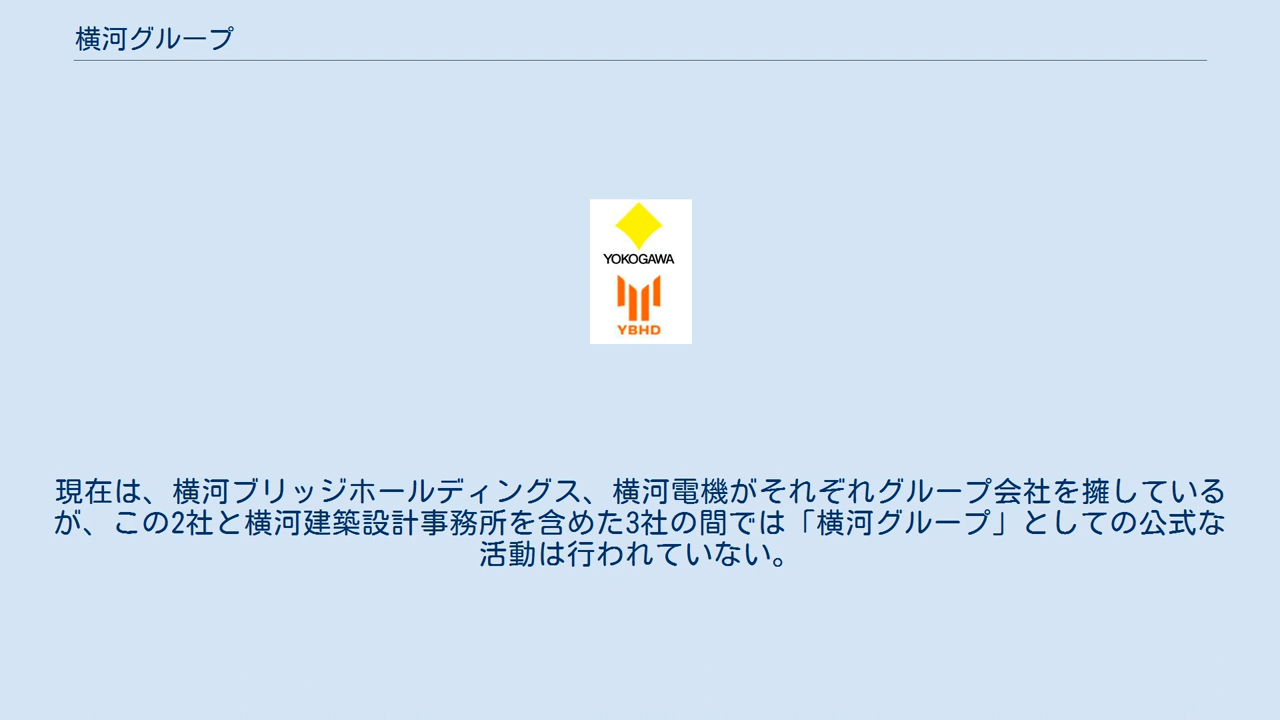 横河グループ
YOKOGAWA
YBHD
現在は、横河ブリッジホールディングス、横河電機がそれぞれグループ会社を擁している
が、この2社と横河建築設計事務所を含めた3社の間では「横河グループ」としての公式な
活動は行われていない。